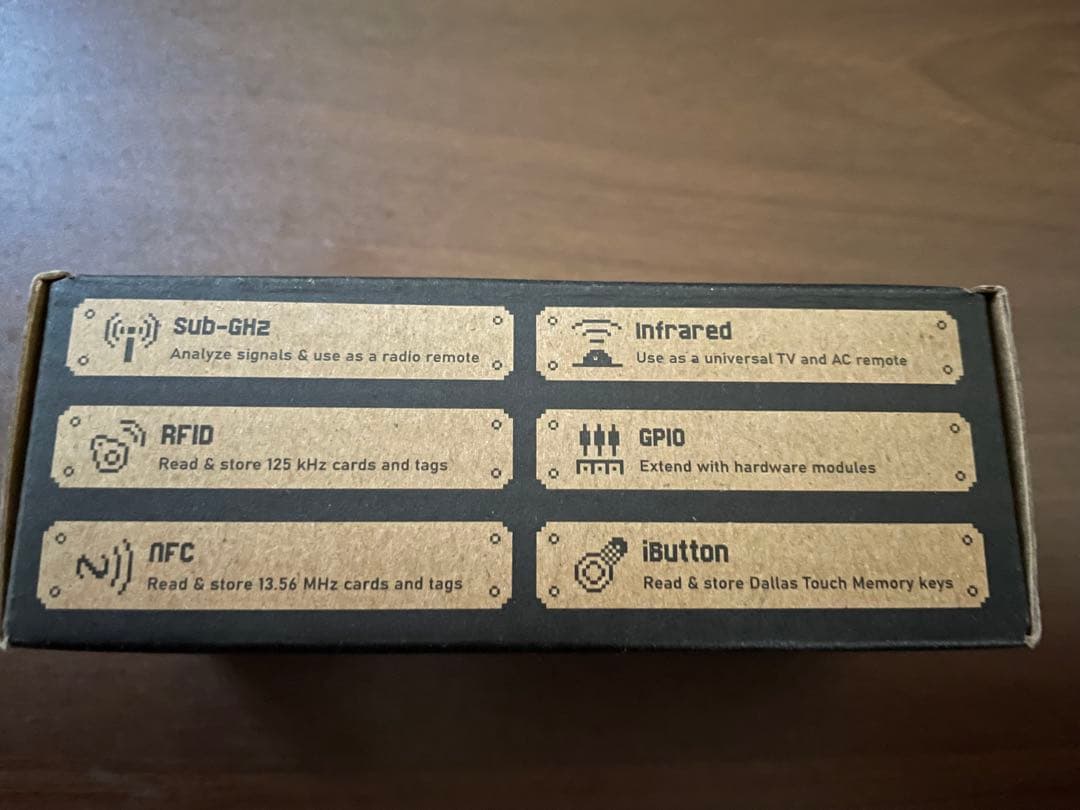 Sub-GHz
Analyze signals & use as a radio remote
Infrared
Use as a universal TV and AC remote
RFID
Read & store 125 kHz cards and tags
GPIO
Extend with hardware modules
NFC
Read & store 13.56 MHz cards and tags
iButton
Read & store Dallas Touch Memory keys